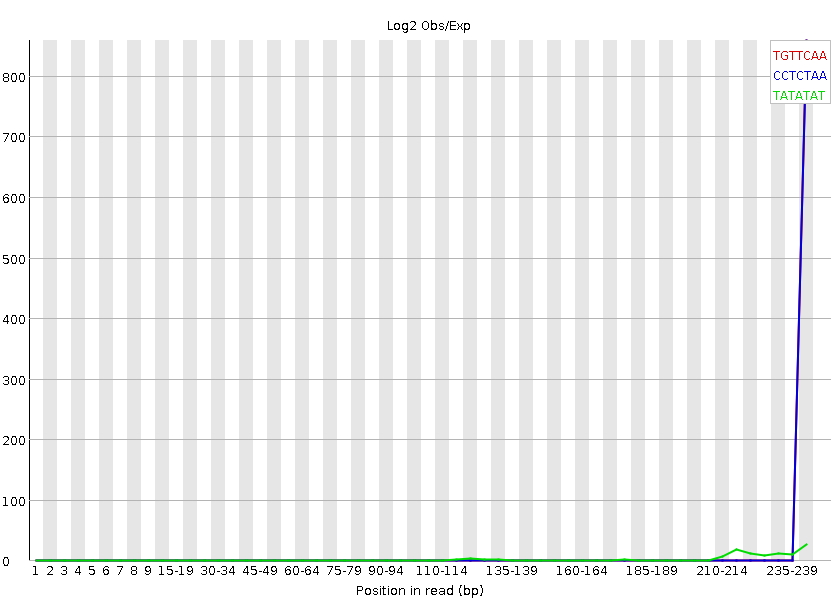 Log2 Obs/Exp
TGTTCAA
CCTCTAA
TATATAT
800
700
600
500
400
300
200
100
0
1 2 3 4 5 6 7 8 9 15-19 30-34 45-49 60-64 75-79 90-94 110-114 135-139 160-164 185-189 210-214 235-239
Position in read (bp)